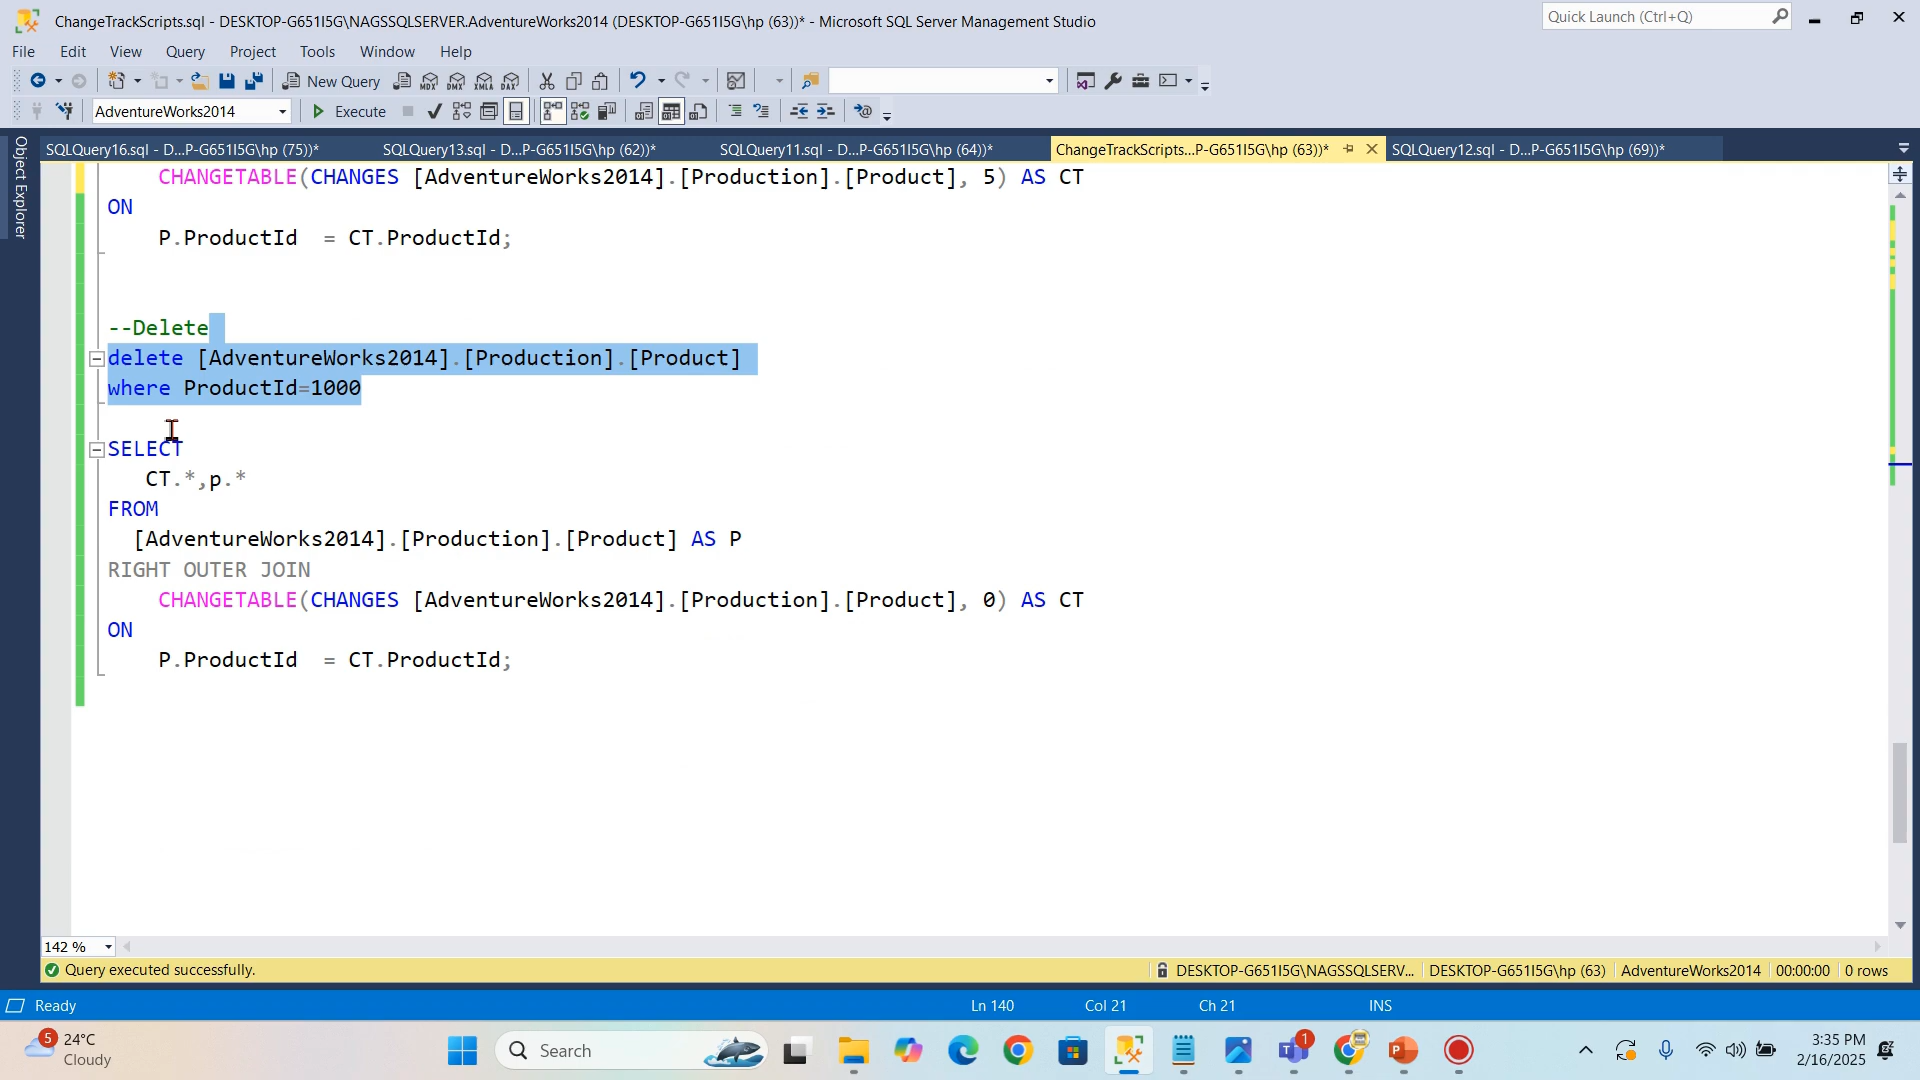 ChangeTrackScripts.sql - DESKTOP-G651I5G\NAGSSQLSERVER.AdventureWorks2014 (DESKTOP-G651I5G\hp (63))* - Microsoft SQL Server Management Studio
Quick Launch (Ctrl+Q)
File Edit View Query Project Tools Window Help
New Query MDX DMX XMLA DAX
AdventureWorks2014 Execute
Object Explorer
SQLQuery16.sql - D...P-G651I5G\hp (75))* SQLQuery13.sql - D...P-G651I5G\hp (62))* SQLQuery11.sql - D...P-G651I5G\hp (64))* ChangeTrackScripts...P-G651I5G\hp (63))* SQLQuery12.sql - D...P-G651I5G\hp (69))*
CHANGETABLE(CHANGES [AdventureWorks2014].[Production].[Product], 5) AS CT
ON
P.ProductId = CT.ProductId;
--Delete
delete [AdventureWorks2014].[Production].[Product]
where ProductId=1000
SELECT
CT.*,p.*
FROM
[AdventureWorks2014].[Production].[Product] AS P
RIGHT OUTER JOIN
CHANGETABLE(CHANGES [AdventureWorks2014].[Production].[Product], 0) AS CT
ON
P.ProductId = CT.ProductId;
142 %
Query executed successfully. DESKTOP-G651I5G\NAGSSQLSERV... DESKTOP-G651I5G\hp (63) AdventureWorks2014 00:00:00 0 rows
Ready Ln 140 Col 21 Ch 21 INS
5 24°C
Cloudy
Search
1
3:35 PM
2/16/2025